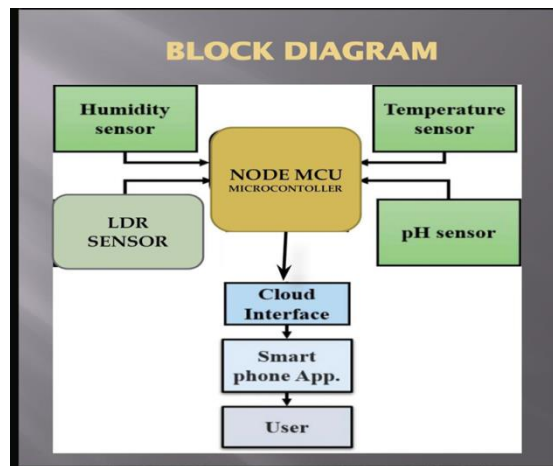 BLOCK DIAGRAM
Humidity
sensor
Temperature
sensor
NODE MCU
MICROCONTOLLER
LDR
SENSOR
pH sensor
Cloud
Interface
Smart
phone App.
User